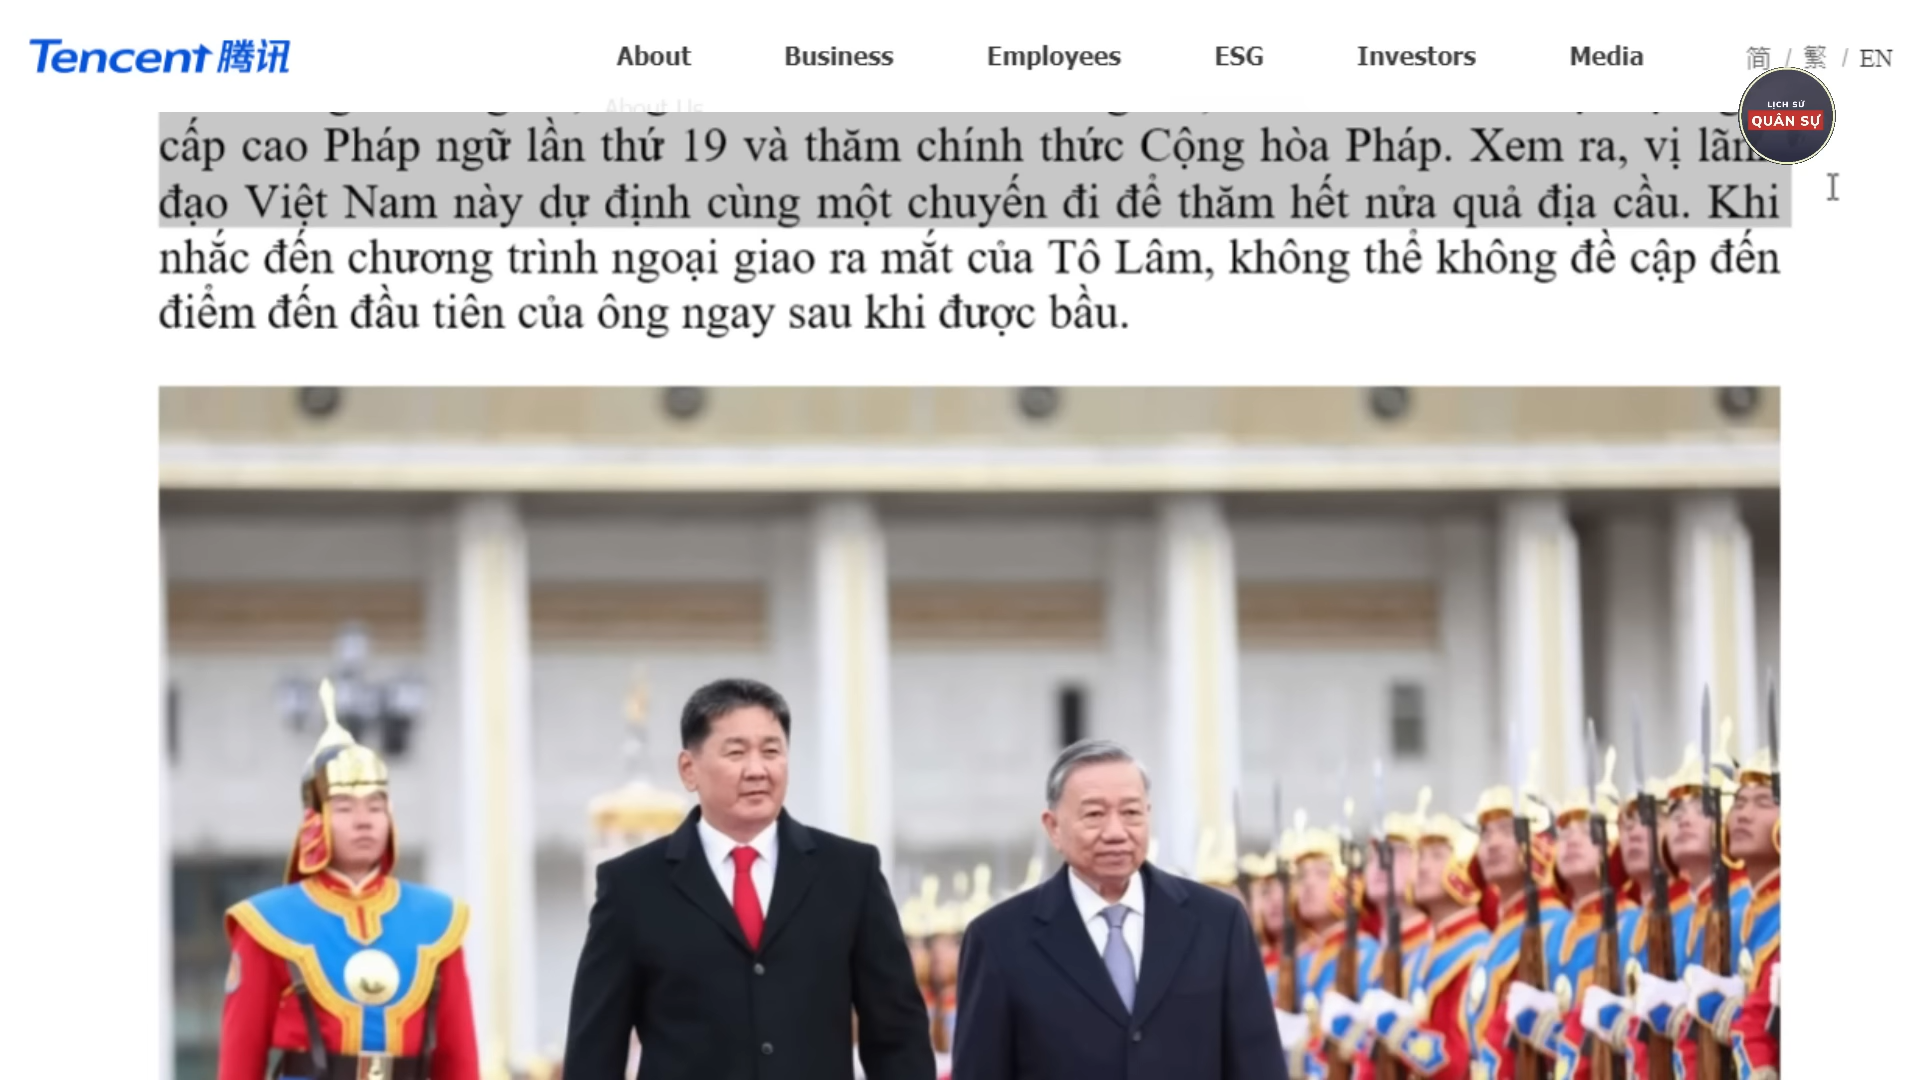 Tencent 腾讯
About Business Employees ESG Investors Media 简 / 繁 / EN
About Us
LỊCH SỬ
QUÂN SỰ
cấp cao Pháp ngữ lần thứ 19 và thăm chính thức Cộng hòa Pháp. Xem ra, vị
đạo Việt Nam này dự định cùng một chuyến đi để thăm hết nửa quả địa cầu. Khi
nhắc đến chương trình ngoại giao ra mắt của Tô Lâm, không thể không đề cập đến
điểm đến đầu tiên của ông ngay sau khi được bầu.